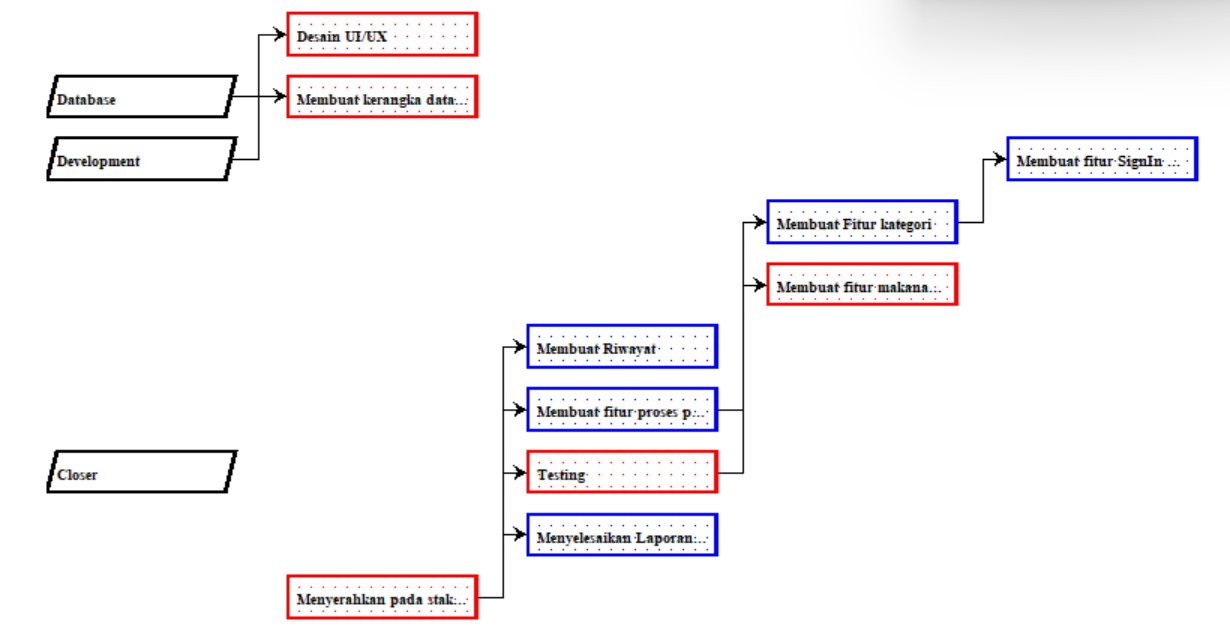 Desain UI/UX
Database
Membuat kerangka data...
Development
Membuat fitur SignIn ...
Membuat Fitur kategori
Membuat fitur makana...
Membuat Riwayat
Membuat fitur proses p...
Closer
Testing
Menyelesaikan Laporan...
Menyerahkan pada stak...